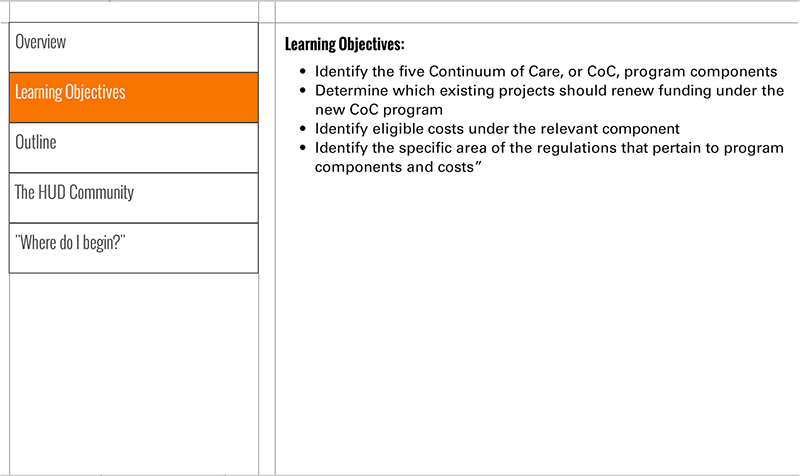 Overview
Learning Objectives
Outline
The HUD Community
"Where do I begin?"
Learning Objectives:
• Identify the five Continuum of Care, or CoC, program components
• Determine which existing projects should renew funding under the
new CoC program
• Identify eligible costs under the relevant component
• Identify the specific area of the regulations that pertain to program
components and costs”